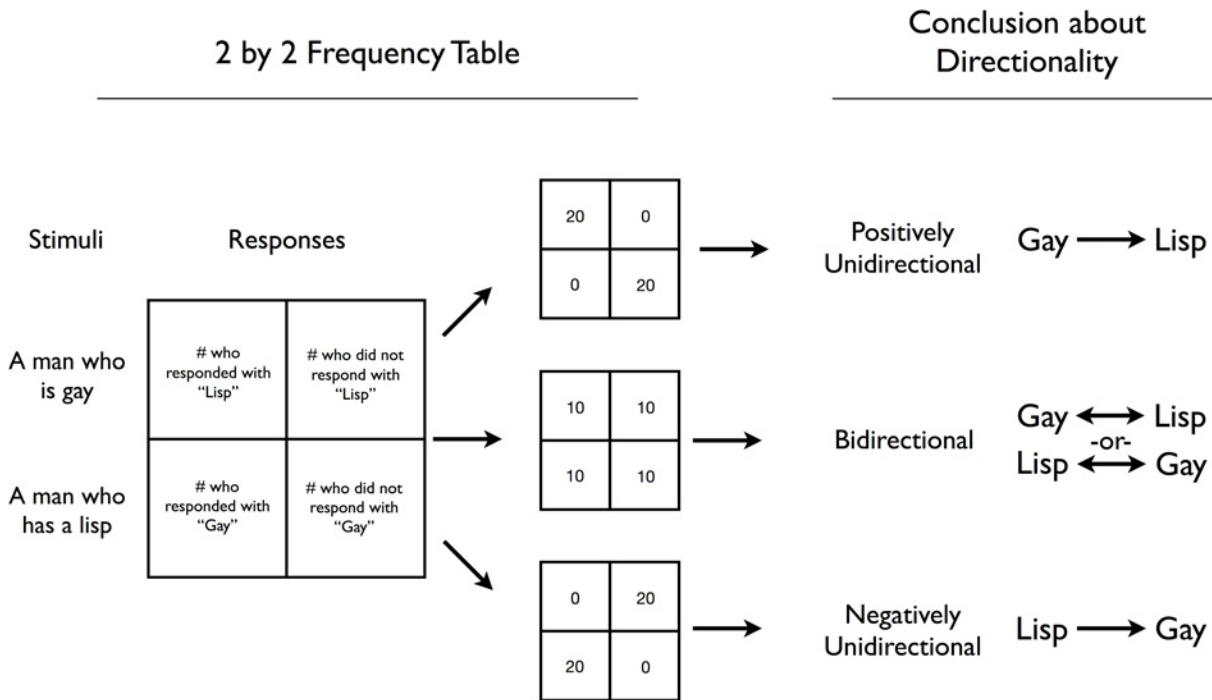 2 by 2 Frequency Table
Conclusion about
Directionality
Stimuli
Responses
A man who
is gay
# who
responded with
"Lisp"
# who did not
respond with
"Lisp"
A man who
has a lisp
# who
responded with
"Gay"
# who did not
respond with
"Gay"
20 0
0 20
Positively
Unidirectional
Gay Lisp
10 10
10 10
Bidirectional
Gay Lisp
-or-
Lisp Gay
0 20
20 0
Negatively
Unidirectional
Lisp Gay